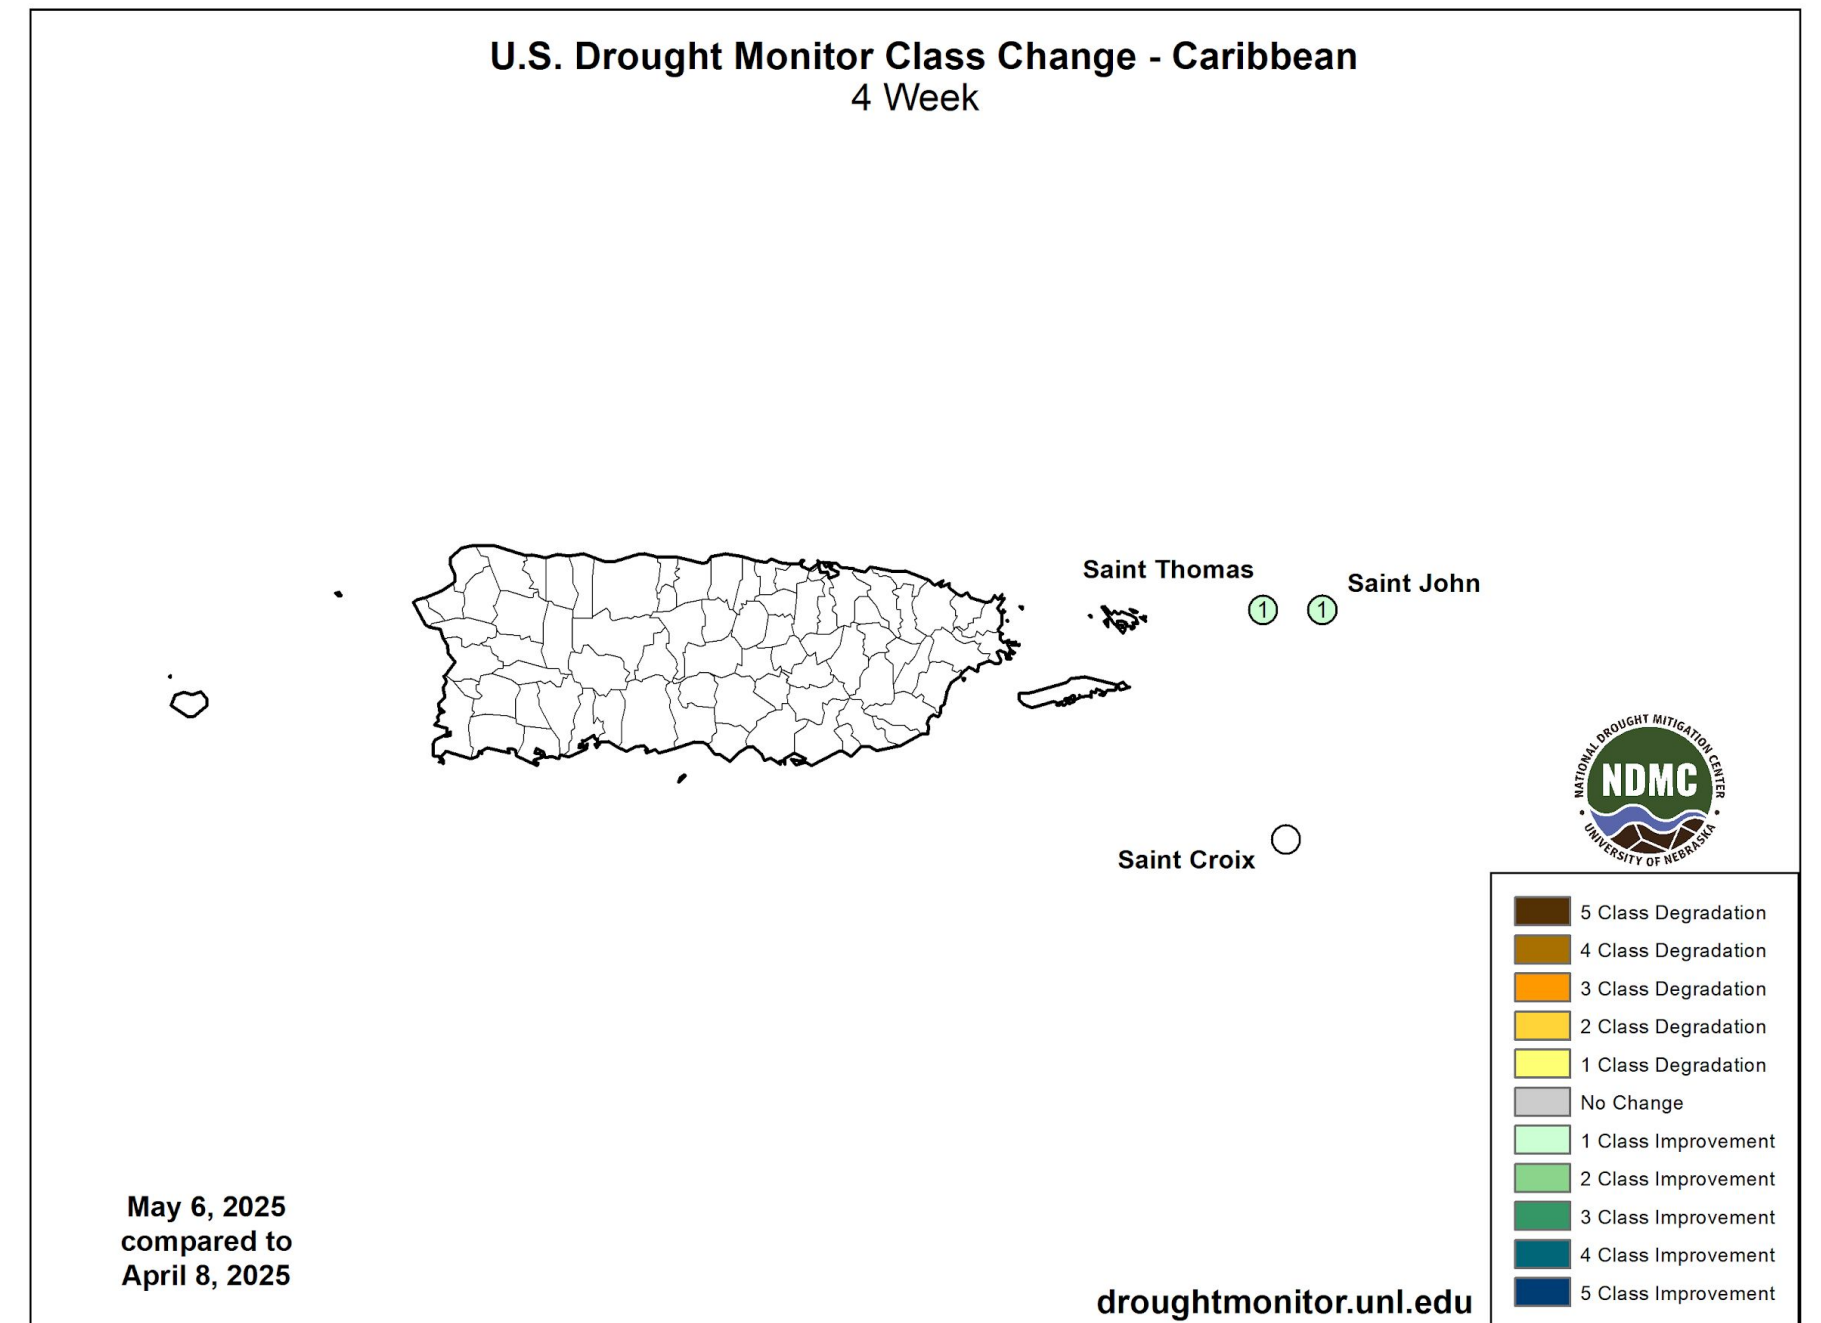 U.S. Drought Monitor Class Change - Caribbean
4 Week
Saint Thomas
Saint John
1
1
Saint Croix
NATIONAL DROUGHT MITIGATION CENTER
NDMC
UNIVERSITY OF NEBRASKA
5 Class Degradation
4 Class Degradation
3 Class Degradation
2 Class Degradation
1 Class Degradation
No Change
1 Class Improvement
2 Class Improvement
3 Class Improvement
4 Class Improvement
5 Class Improvement
May 6, 2025
compared to
April 8, 2025
droughtmonitor.unl.edu